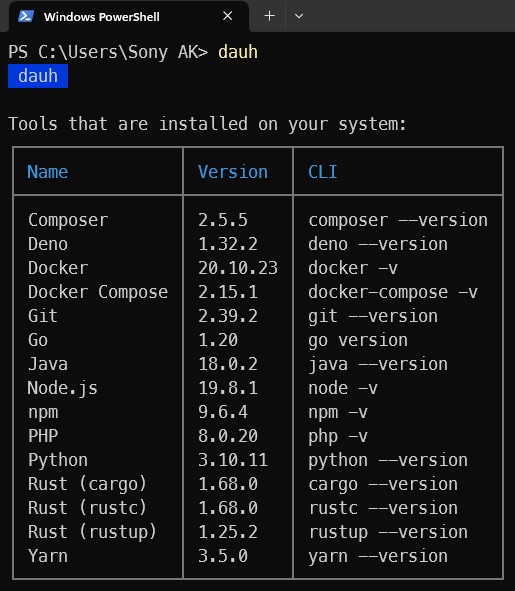 Windows PowerShell
PS C:\Users\Sony AK> dauh
dauh
Tools that are installed on your system:
Name Version CLI
Composer 2.5.5 composer --version
Deno 1.32.2 deno --version
Docker 20.10.23 docker -v
Docker Compose 2.15.1 docker-compose -v
Git 2.39.2 git --version
Go 1.20 go version
Java 18.0.2 java --version
Node.js 19.8.1 node -v
npm 9.6.4 npm -v
PHP 8.0.20 php -v
Python 3.10.11 python --version
Rust (cargo) 1.68.0 cargo --version
Rust (rustc) 1.68.0 rustc --version
Rust (rustup) 1.25.2 rustup --version
Yarn 3.5.0 yarn --version